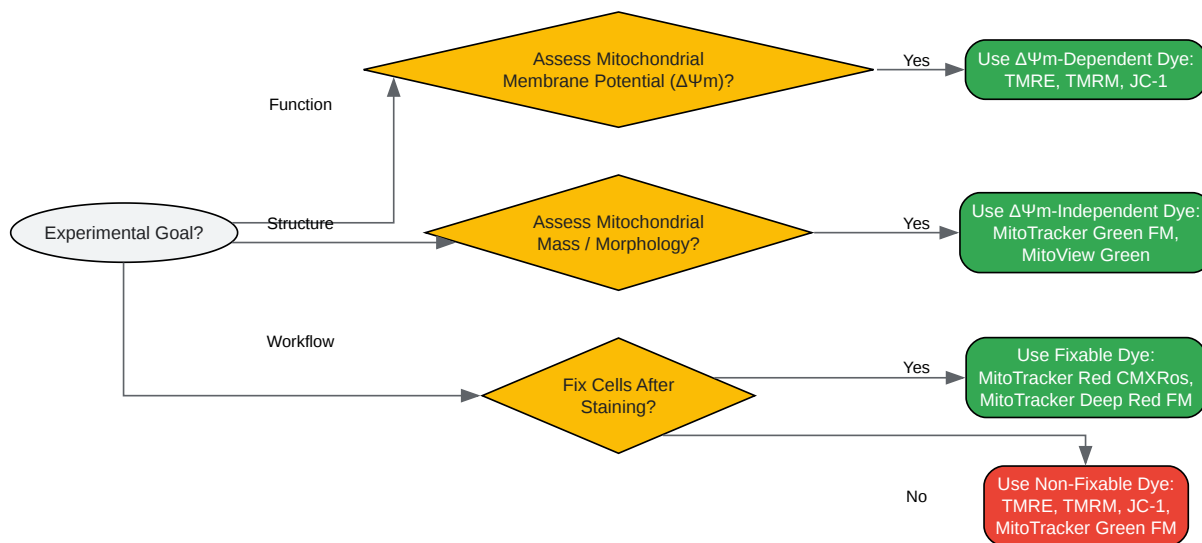 Assess Mitochondrial
Membrane Potential (ΔΨm)?
Yes
Use ΔΨm-Dependent Dye:
TMRE, TMRM, JC-1
Function
Experimental Goal?
Structure
Assess Mitochondrial
Mass / Morphology?
Yes
Use ΔΨm-Independent Dye:
MitoTracker Green FM,
MitoView Green
Workflow
Fix Cells After
Staining?
Yes
Use Fixable Dye:
MitoTracker Red CMXRos,
MitoTracker Deep Red FM
No
Use Non-Fixable Dye:
TMRE, TMRM, JC-1,
MitoTracker Green FM